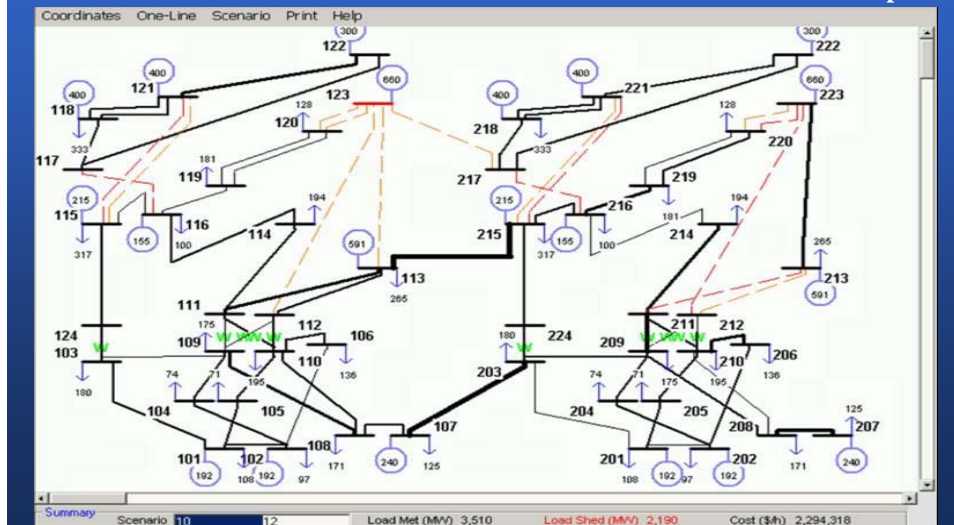 Coordinates One-Line Scenario Print Help
300 300
122 222
400 660 400 660
121 123 221 223
400 400
118 128 218 128
120 220
333 333
117 181 217
119 219
215 194 215 216 194
115 116 181
155 114 215 155 214
317 100 591 317 100 265
113 213
265 591
111 211 212
175 112 180
124 W W W W 106 224 W W W W
103 W 109 W 209 206
110 203 210
195 136 175 195 136
180 74 71 74 71
104 105 204 205 125
107 208 207
101 102 108 201 202
192 108 192 97 171 240 125 108 192 97 192 171 240
Summary
Scenario 10 12 Load Met (MW) 3,510 Load Shed (MW) 2,190 Cost ($/h) 2,294,318